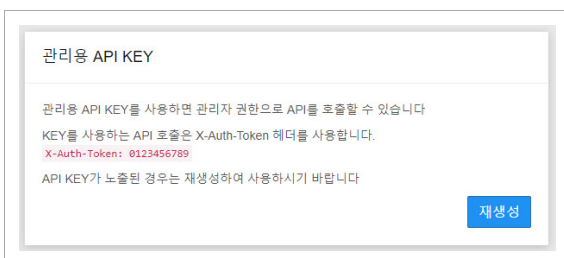 관리용 API KEY
관리용 API KEY를 사용하면 관리자 권한으로 API를 호출할 수 있습니다
KEY를 사용하는 API 호출은 X-Auth-Token 헤더를 사용합니다.
X-Auth-Token: 0123456789
API KEY가 노출된 경우는 재생성하여 사용하시기 바랍니다
재생성